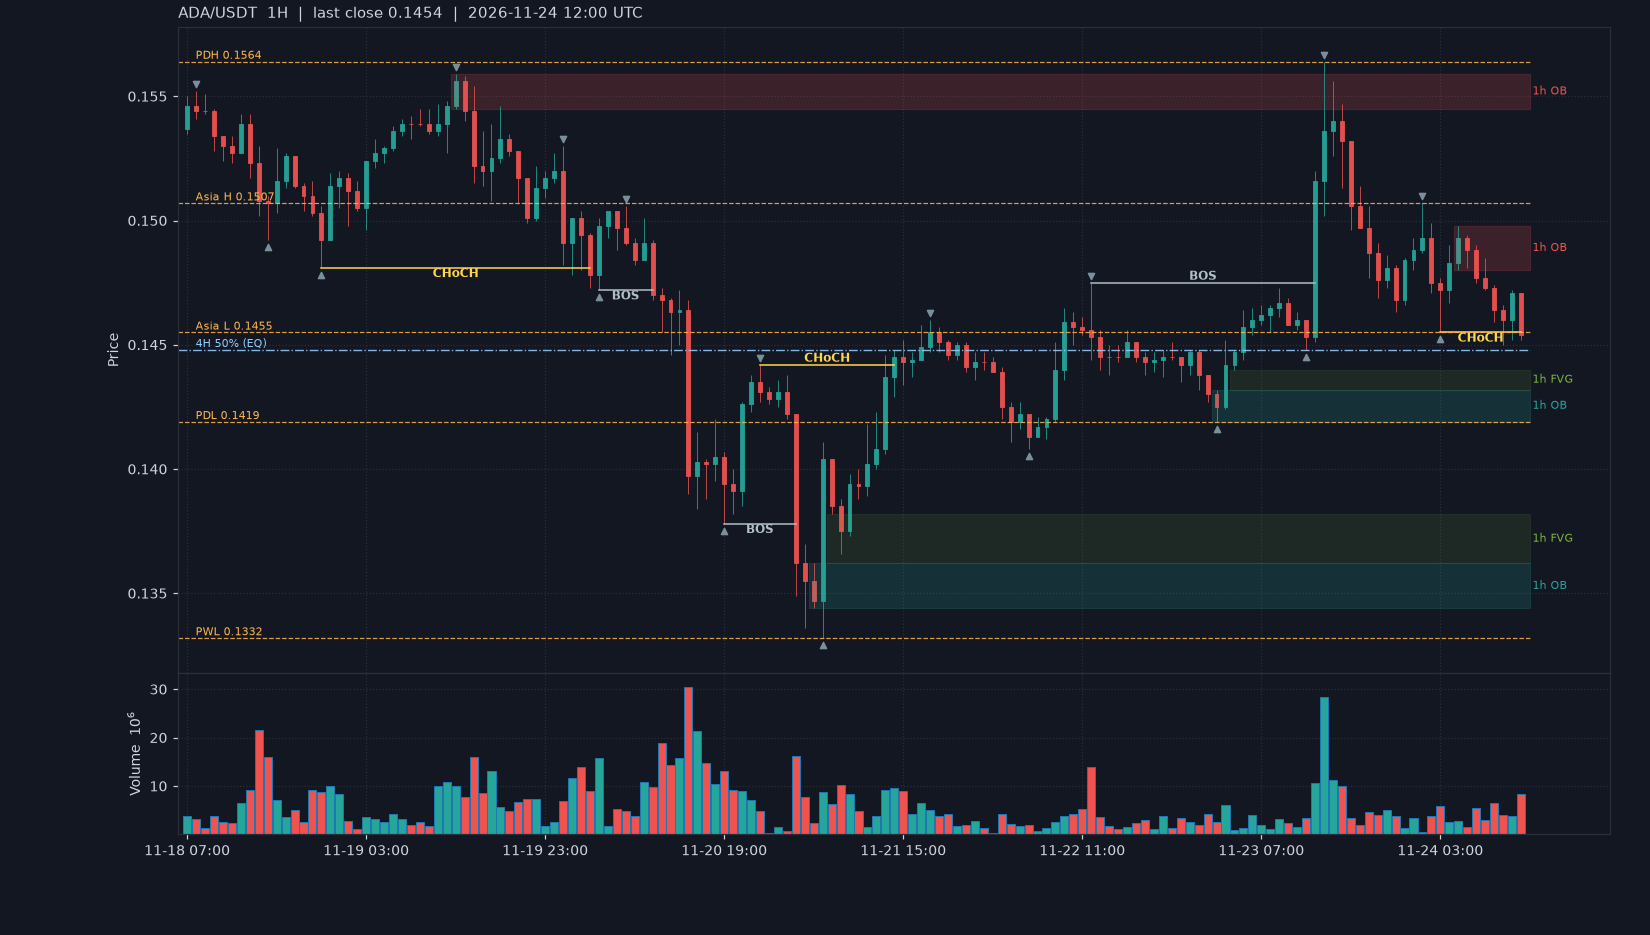 ADA/USDT  1H  |  last close 0.1454  |  2026-11-24 12:00 UTC
PDH 0.1564
0.155
1h OB
Asia H 0.1507
0.150
1h OB
CHoCH
BOS
BOS
Asia L 0.1455
CHoCH
4H 50% (EQ)
0.145
CHoCH
Price
1h FVG
1h OB
PDL 0.1419
0.140
BOS
1h FVG
1h OB
0.135
PWL 0.1332
30
20
10
Volume 10⁶
11-18 07:00
11-19 03:00
11-19 23:00
11-20 19:00
11-21 15:00
11-22 11:00
11-23 07:00
11-24 03:00